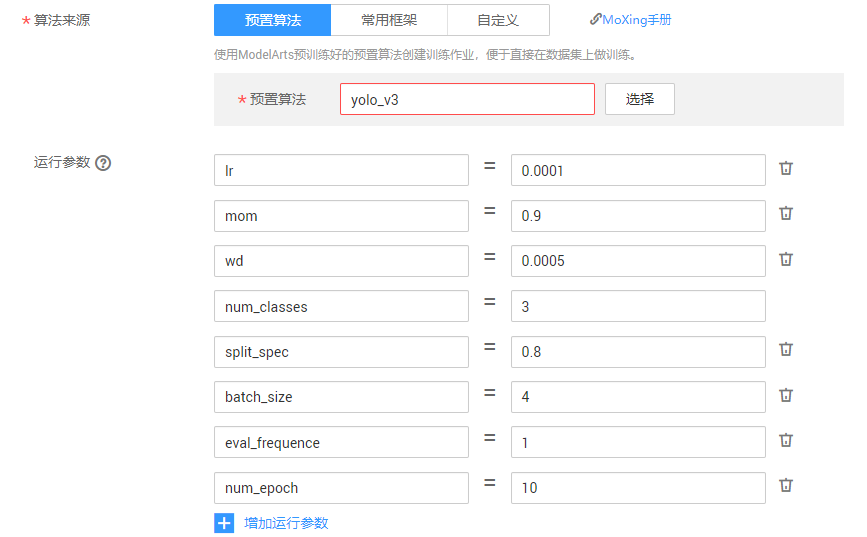 * 算法来源 预置算法 常用框架 自定义 MoXing手册
使用ModelArts预训练好的预置算法创建训练作业，便于直接在数据集上做训练。
* 预置算法 yolo_v3 选择
运行参数 ?
lr = 0.0001
mom = 0.9
wd = 0.0005
num_classes = 3
split_spec = 0.8
batch_size = 4
eval_frequence = 1
num_epoch = 10
+ 增加运行参数